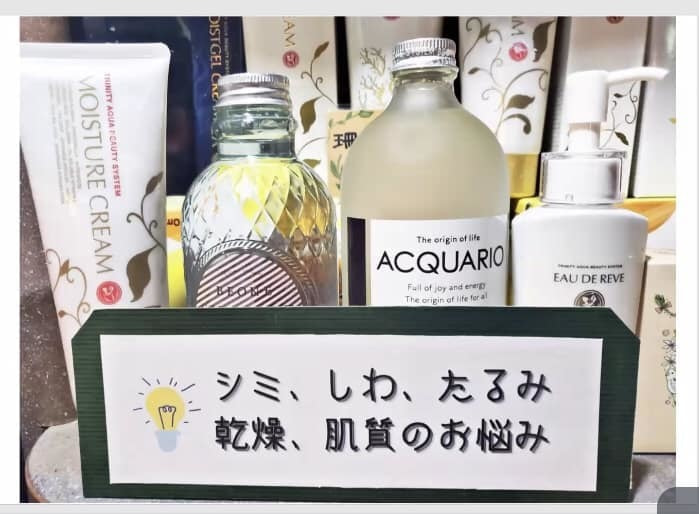 TRINITY AQUA BEAUTY SYSTEM
MOISTURE CREAM
BEONE
The origin of life
ACQUARIO
Full of joy and energy
The origin of life for all
TRINITY AQUA BEAUTY SYSTEM
EAU DE REVE
シミ、しわ、たるみ
乾燥、肌質のお悩み